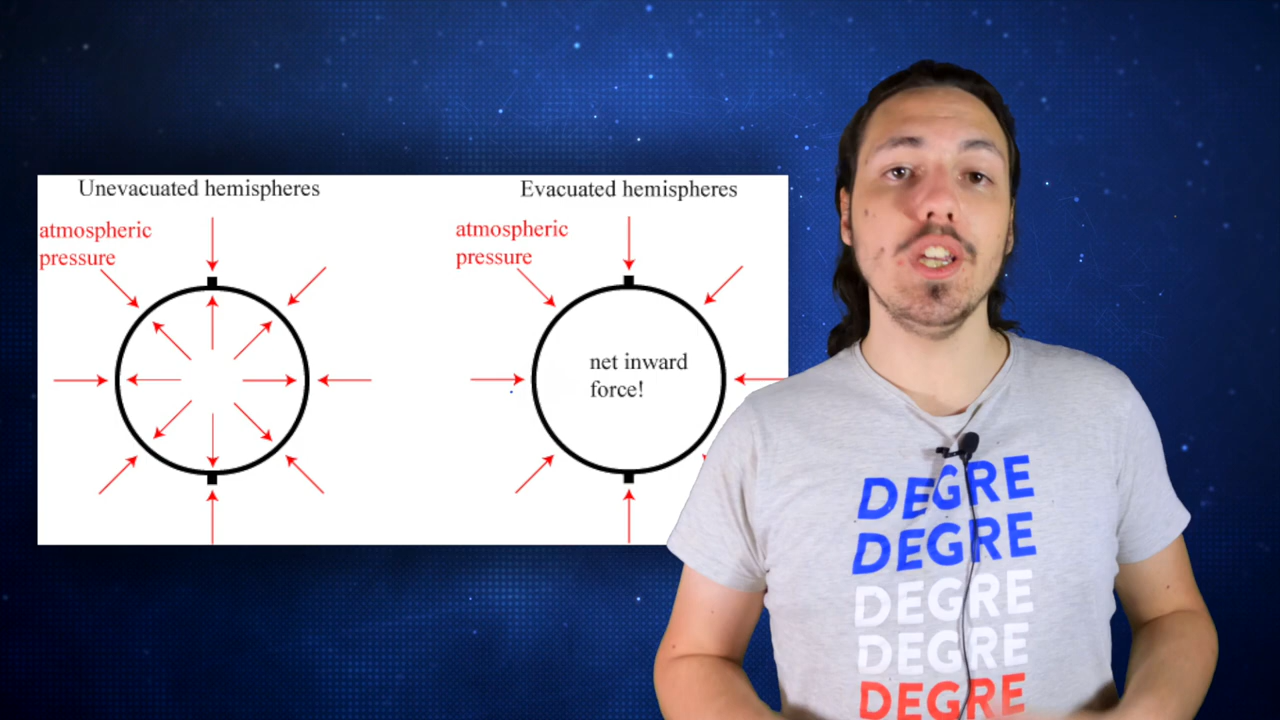 Unevacuated hemispheres
atmospheric
pressure
Evacuated hemispheres
atmospheric
pressure
net inward
force!
DEGRE
DEGRE
DEGRE
DEGRE
DEGRE